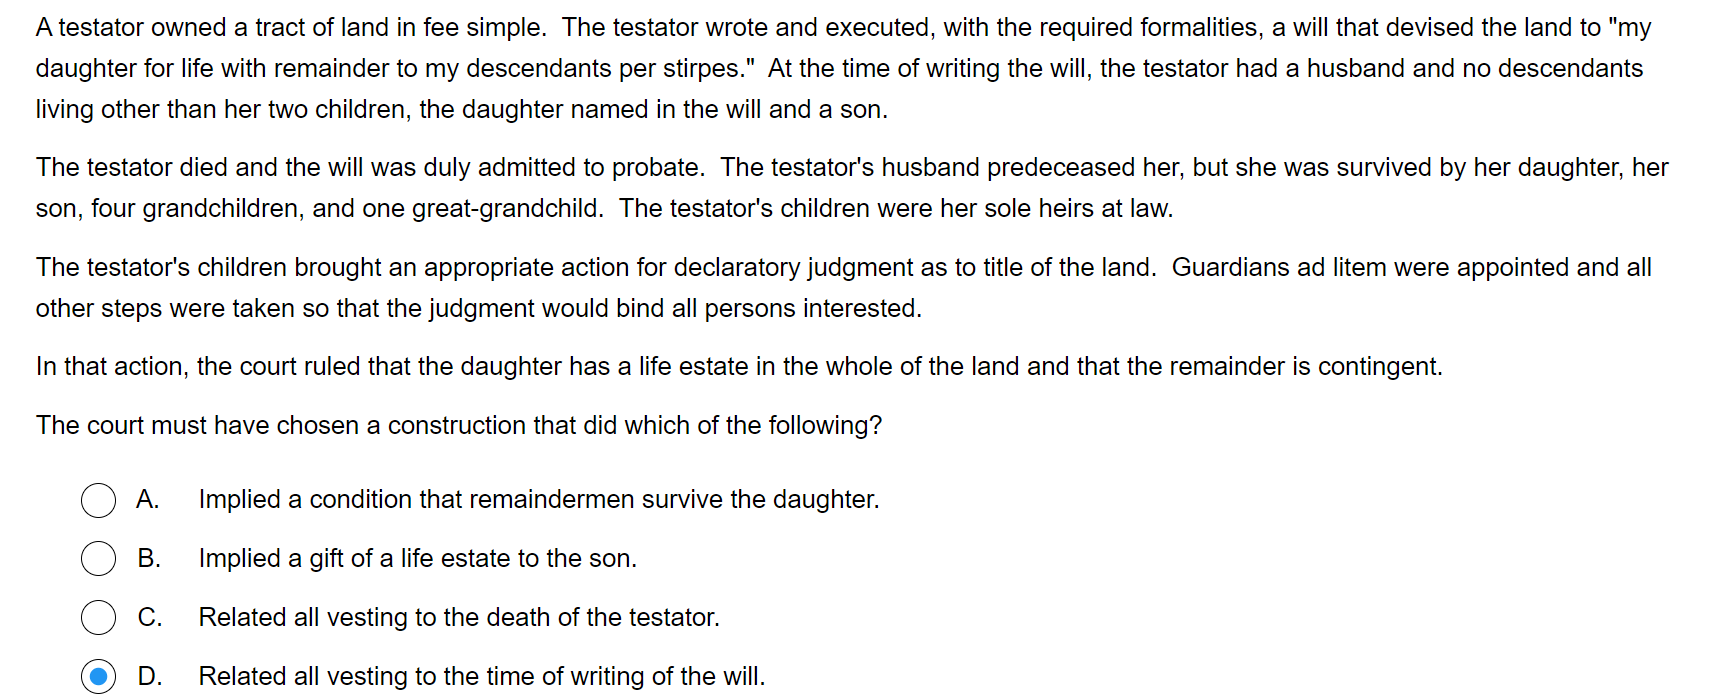 A testator owned a tract of land in fee simple.  The testator wrote and executed, with the required formalities, a will that devised the land to "my
daughter for life with remainder to my descendants per stirpes."  At the time of writing the will, the testator had a husband and no descendants
living other than her two children, the daughter named in the will and a son.
The testator died and the will was duly admitted to probate.  The testator's husband predeceased her, but she was survived by her daughter, her
son, four grandchildren, and one great-grandchild.  The testator's children were her sole heirs at law.
The testator's children brought an appropriate action for declaratory judgment as to title of the land.  Guardians ad litem were appointed and all
other steps were taken so that the judgment would bind all persons interested.
In that action, the court ruled that the daughter has a life estate in the whole of the land and that the remainder is contingent.
The court must have chosen a construction that did which of the following?
A. Implied a condition that remaindermen survive the daughter.
B. Implied a gift of a life estate to the son.
C. Related all vesting to the death of the testator.
D. Related all vesting to the time of writing of the will.